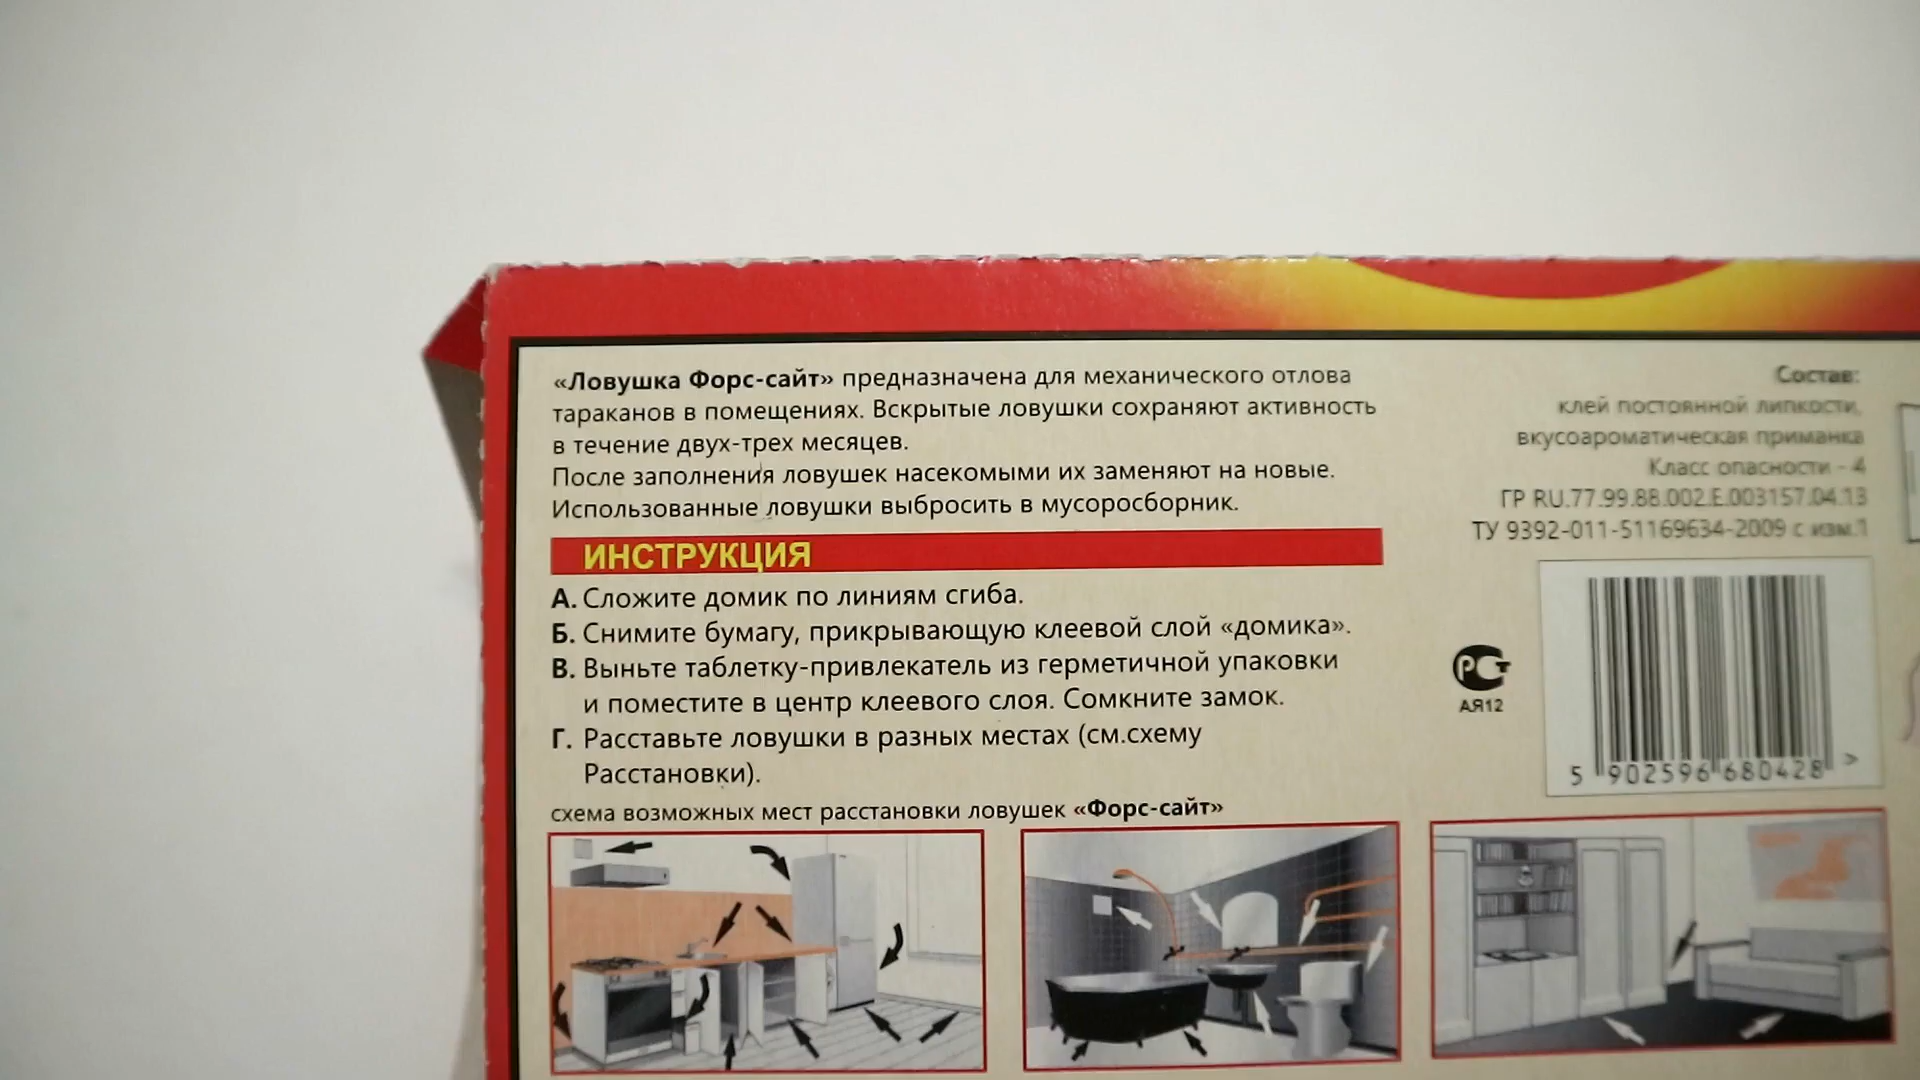 «Ловушка Форс-сайт» предназначена для механического отлова
тараканов в помещениях. Вскрытые ловушки сохраняют активность
в течение двух-трех месяцев.
После заполнения ловушек насекомыми их заменяют на новые.
Использованные ловушки выбросить в мусоросборник.
ИНСТРУКЦИЯ
А. Сложите домик по линиям сгиба.
Б. Снимите бумагу, прикрывающую клеевой слой «домика».
В. Выньте таблетку-привлекатель из герметичной упаковки
и поместите в центр клеевого слоя. Сомкните замок.
Г. Расставьте ловушки в разных местах (см.схему
Расстановки).
схема возможных мест расстановки ловушек «Форс-сайт»
Состав:
клей постоянной липкости,
вкусоароматическая приманка
Класс опасности - 4
ГР RU.77.99.88.002.Е.003157.04.13
ТУ 9392-011-51169634-2009 с изм.1
РСТ
АЯ12
5 902596 680428 >